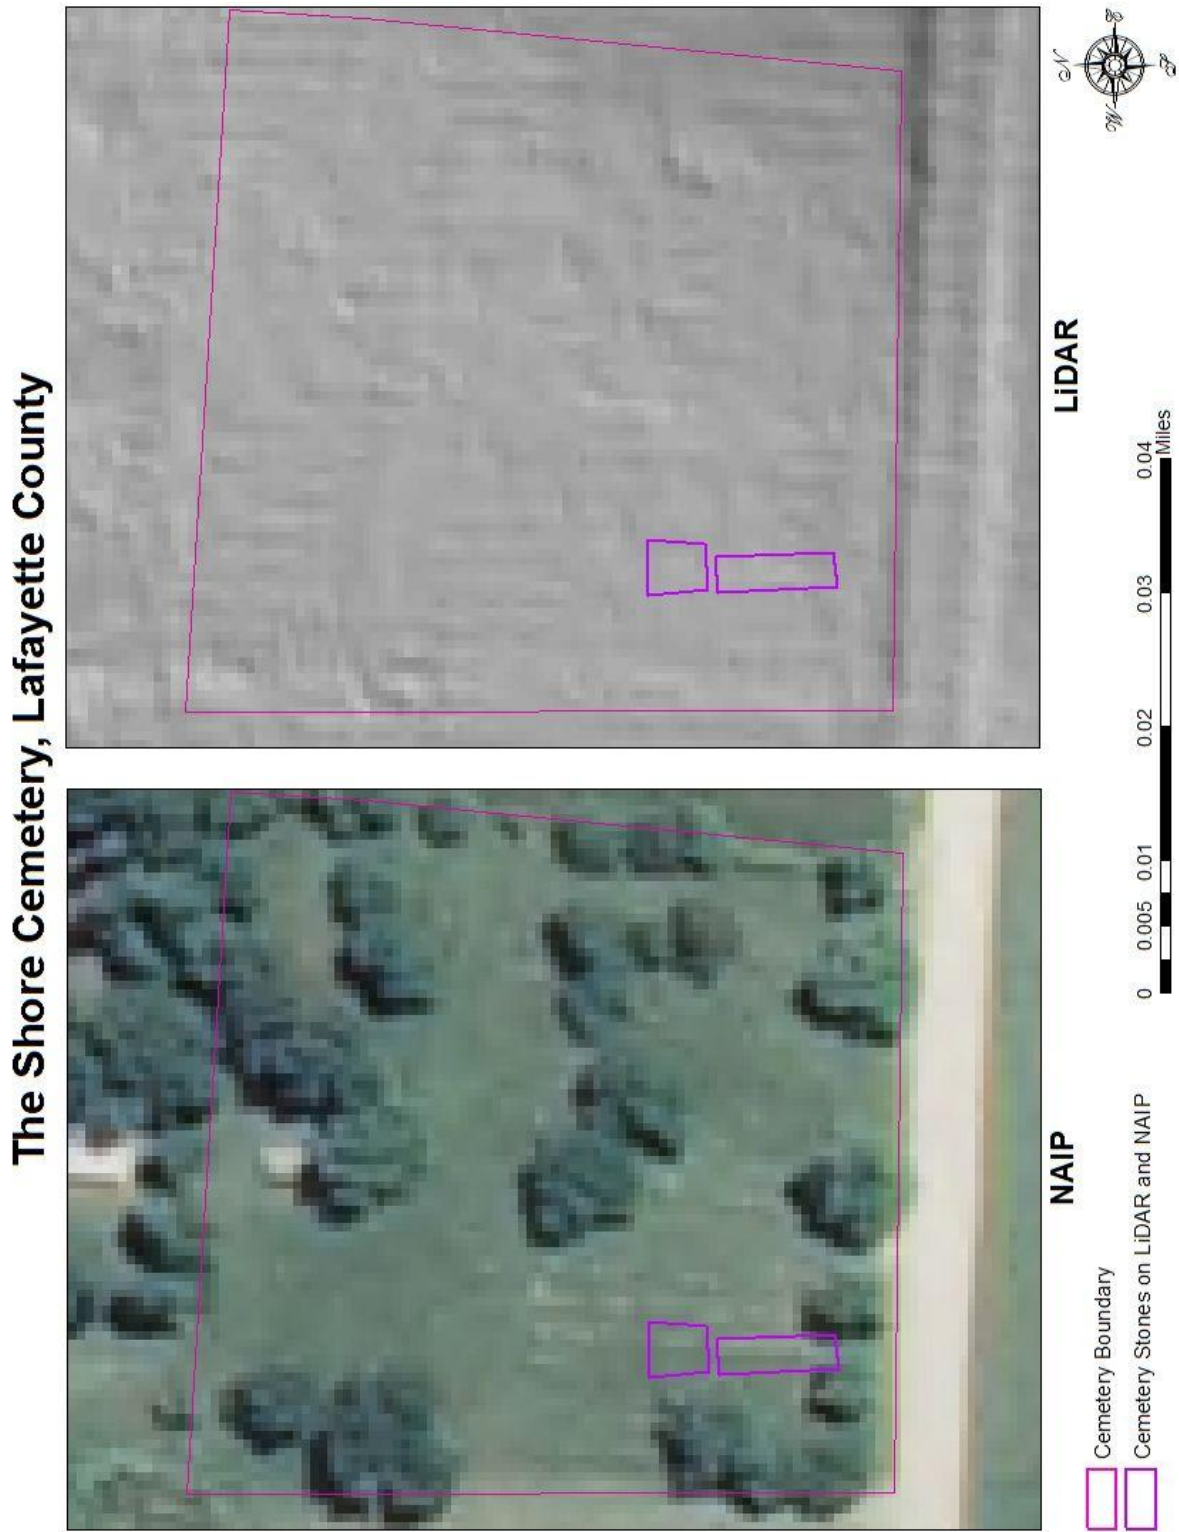 The Shore Cemetery, Lafayette County
NAIP
LiDAR
Cemetery Boundary
Cemetery Stones on LiDAR and NAIP
0 0.005 0.01 0.02 0.03 0.04
Miles
N
W E
S